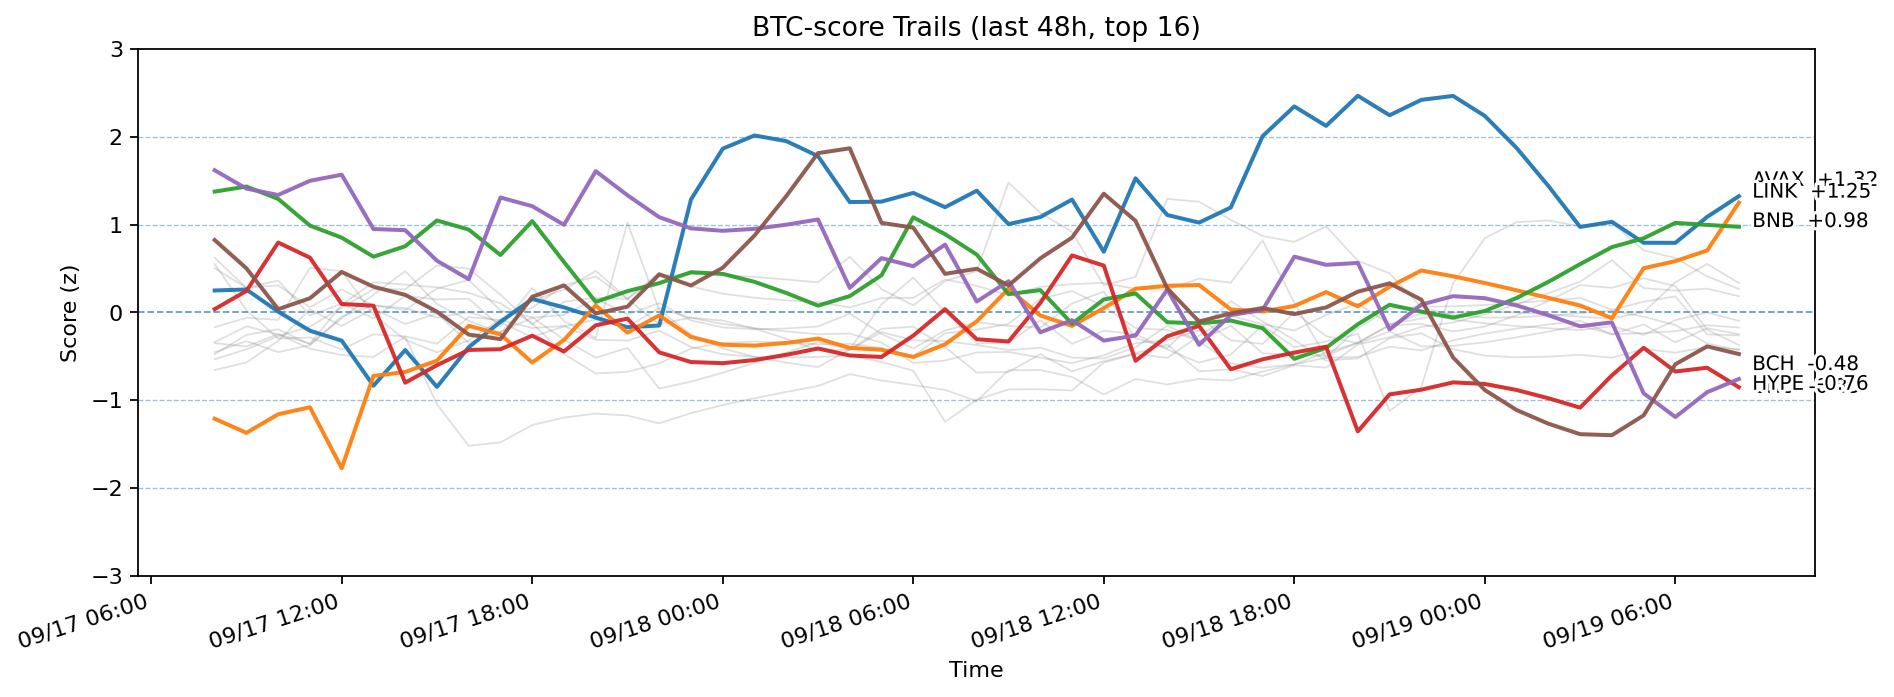 BTC-score Trails (last 48h, top 16)
Score (z)
3
2
1
0
−1
−2
−3
AVAX +1.32
LINK +1.25
BNB +0.98
BCH -0.48
HYPE -0.76
09/17 06:00
09/17 12:00
09/17 18:00
09/18 00:00
09/18 06:00
09/18 12:00
09/18 18:00
09/19 00:00
09/19 06:00
Time